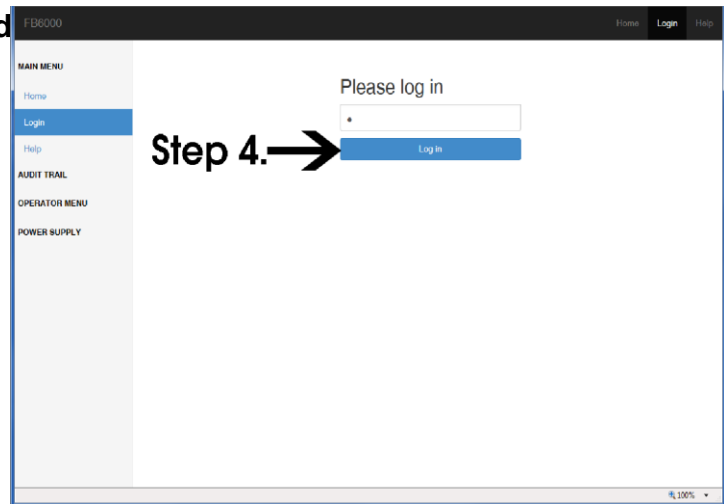 d
FB6000
Home Login Help
MAIN MENU
Home
Login
Help
AUDIT TRAIL
OPERATOR MENU
POWER SUPPLY
Please log in
Step 4.
Log in
100%